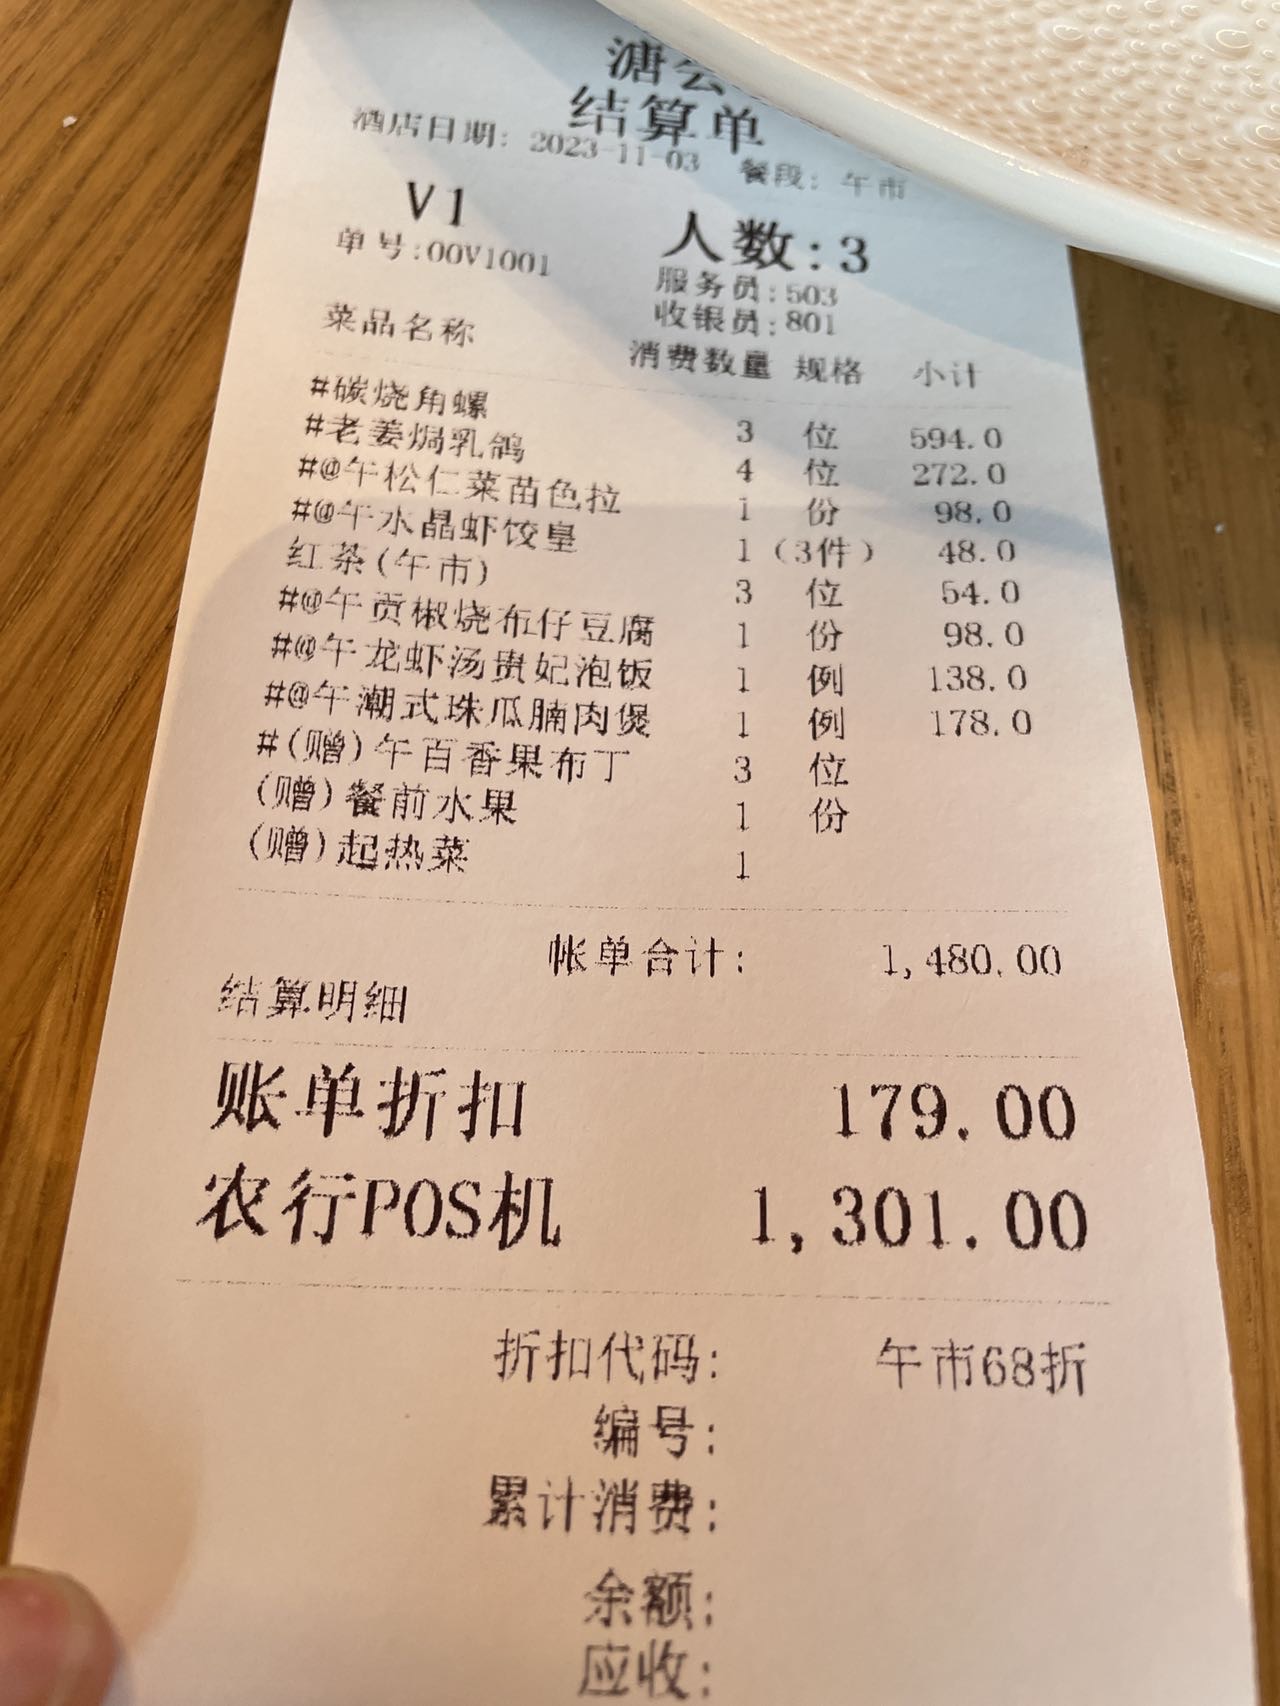 溏会
结算单
酒店日期: 2023-11-03 餐段: 午市
V1 人数:3
单号:00V1001 服务员:503
收银员:801
菜品名称 消费数量 规格 小计
#碳烧角螺 3 位 594.0
#老姜焗乳鸽 4 位 272.0
#@午松仁菜苗色拉 1 份 98.0
#@午水晶虾饺皇 1 (3件) 48.0
红茶(午市) 3 位 54.0
#@午贡椒烧布仔豆腐 1 份 98.0
#@午龙虾汤贵妃泡饭 1 例 138.0
#@午潮式珠瓜腩肉煲 1 例 178.0
#(赠)午百香果布丁 3 位
(赠)餐前水果 1 份
(赠)起热菜 1
帐单合计: 1,480.00
结算明细
账单折扣 179.00
农行POS机 1,301.00
折扣代码: 午市68折
编号:
累计消费:
余额:
应收: